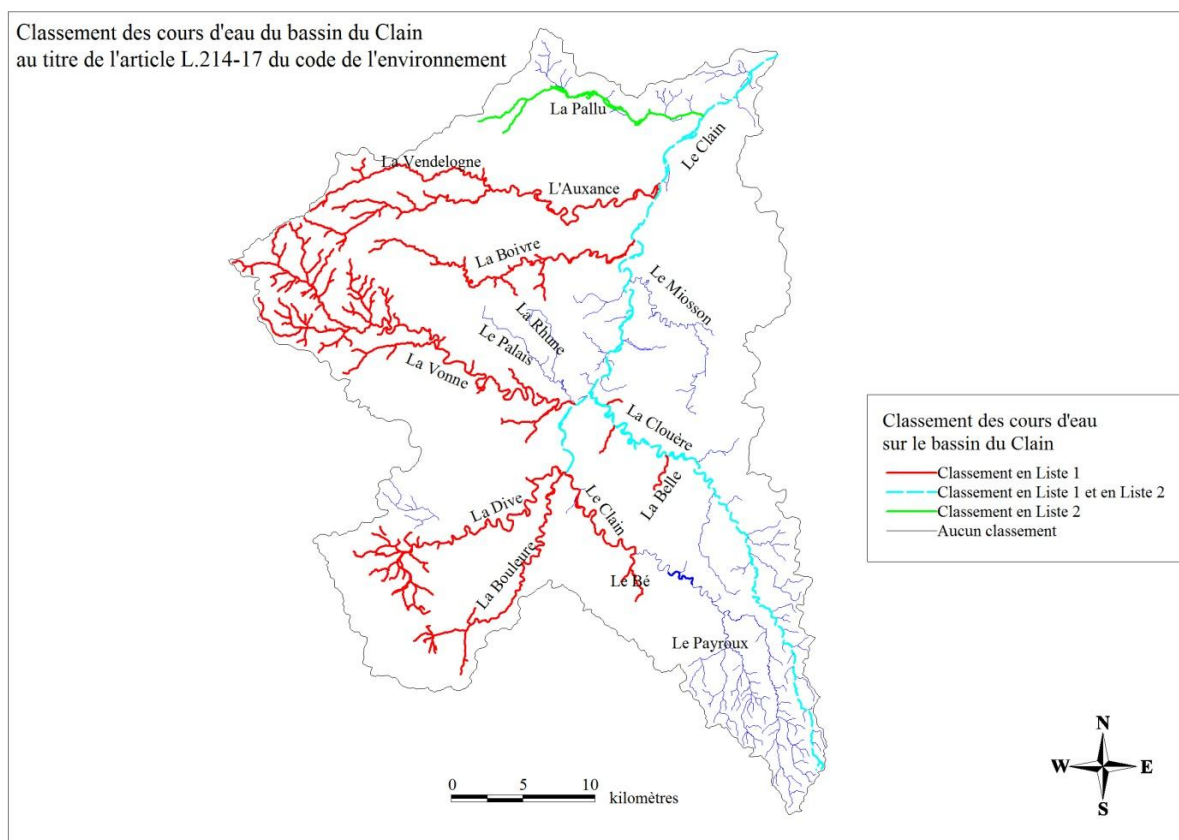 Classement des cours d'eau du bassin du Clain
au titre de l'article L.214-17 du code de l'environnement
La Pallu
Le Clain
La Vendelogne
L'Auxance
La Boivre
Le Miosson
La Rhune
Le Palais
La Vonne
La Clouère
La Belle
La Dive
Le Clain
La Bouleure
Le Bé
Le Payroux
Classement des cours d'eau
sur le bassin du Clain
Classement en Liste 1
Classement en Liste 1 et en Liste 2
Classement en Liste 2
Aucun classement
0 5 10
kilomètres
N
W E
S